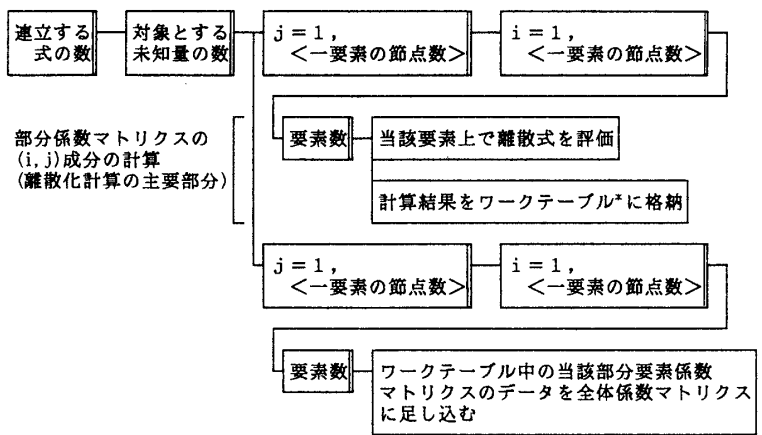 連立する
式の数
対象とする
未知量の数
j = 1,
<一要素の節点数>
i = 1,
<一要素の節点数>
部分係数マトリクスの
(i, j)成分の計算
(離散化計算の主要部分)
要素数
当該要素上で離散式を評価
計算結果をワークテーブル*に格納
j = 1,
<一要素の節点数>
i = 1,
<一要素の節点数>
要素数
ワークテーブル中の当該部分要素係数
マトリクスのデータを全体係数マトリクス
に足し込む